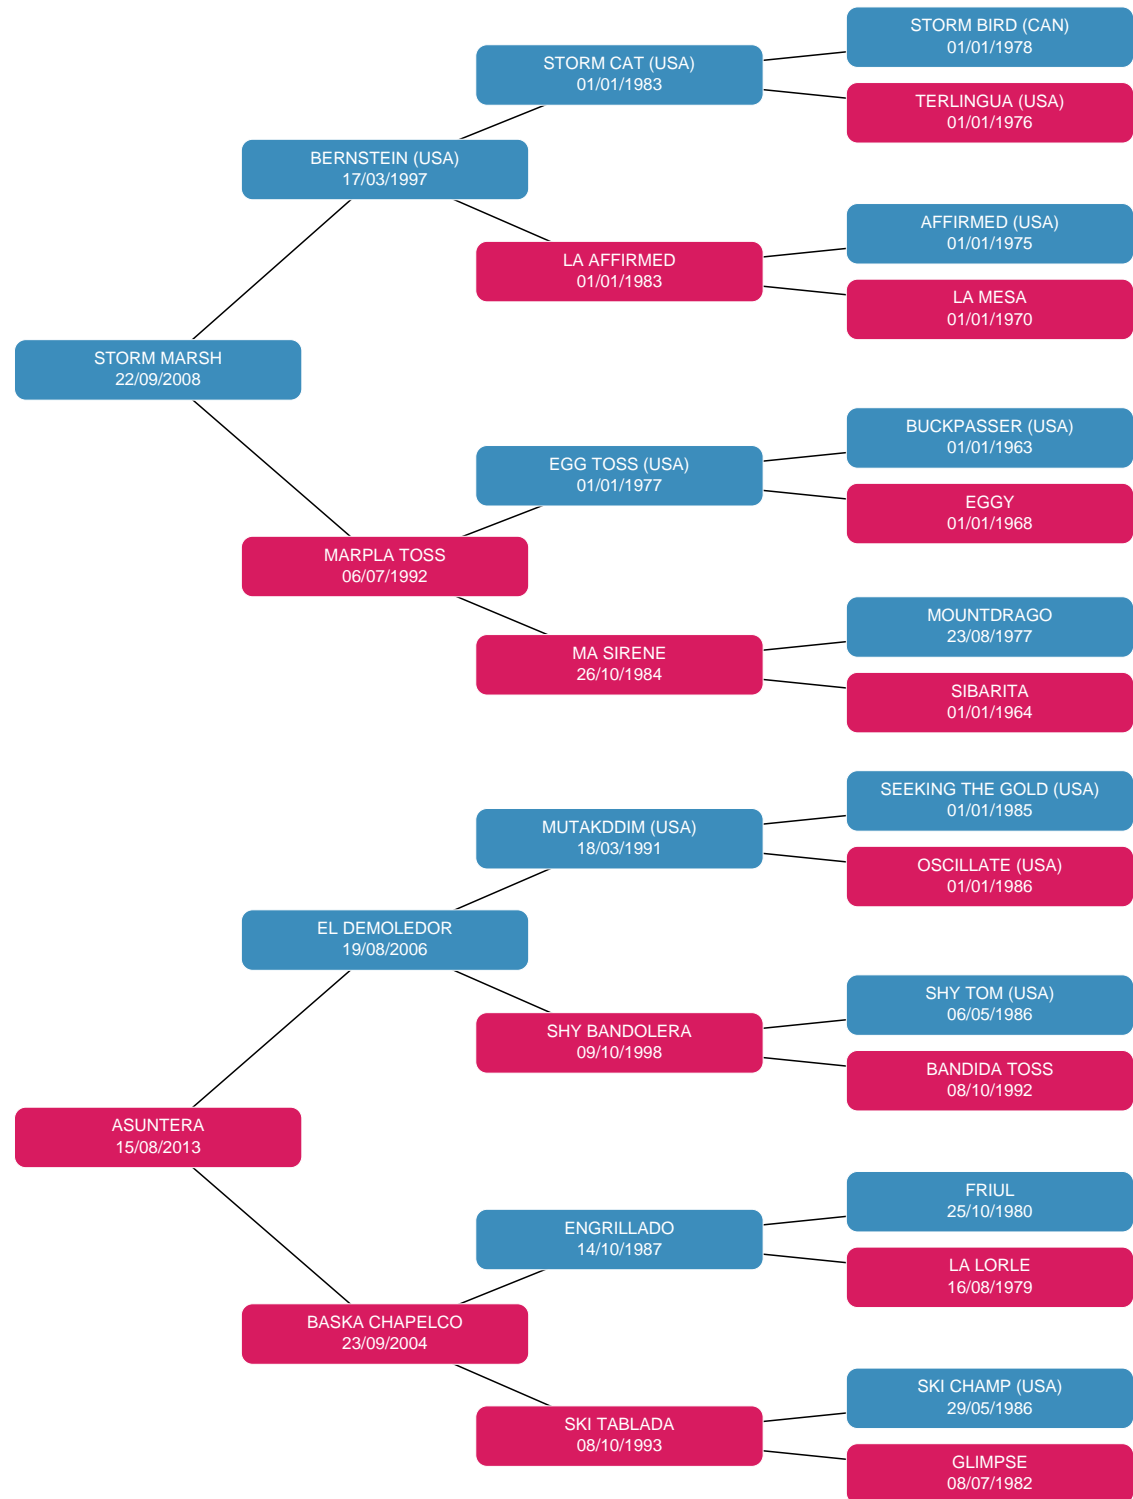 STORM BIRD (CAN)
01/01/1978
STORM CAT (USA)
01/01/1983
TERLINGUA (USA)
01/01/1976
BERNSTEIN (USA)
17/03/1997
AFFIRMED (USA)
01/01/1975
LA AFFIRMED
01/01/1983
LA MESA
01/01/1970
STORM MARSH
22/09/2008
BUCKPASSER (USA)
01/01/1963
EGG TOSS (USA)
01/01/1977
EGGY
01/01/1968
MARPLA TOSS
06/07/1992
MOUNTDRAGO
23/08/1977
MA SIRENE
26/10/1984
SIBARITA
01/01/1964
SEEKING THE GOLD (USA)
01/01/1985
MUTAKDDIM (USA)
18/03/1991
OSCILLATE (USA)
01/01/1986
EL DEMOLEDOR
19/08/2006
SHY TOM (USA)
06/05/1986
SHY BANDOLERA
09/10/1998
BANDIDA TOSS
08/10/1992
ASUNTERA
15/08/2013
FRIUL
25/10/1980
ENGRILLADO
14/10/1987
LA LORLE
16/08/1979
BASKA CHAPELCO
23/09/2004
SKI CHAMP (USA)
29/05/1986
SKI TABLADA
08/10/1993
GLIMPSE
08/07/1982